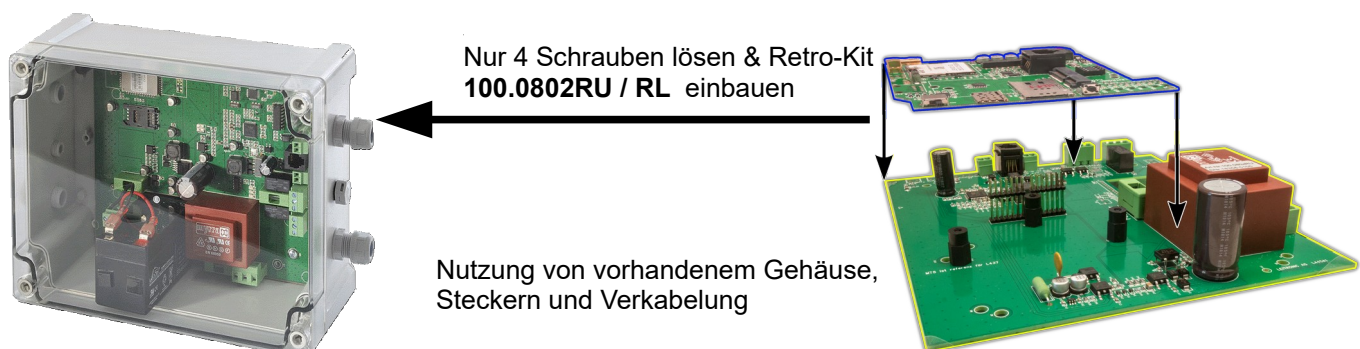 Nur 4 Schrauben lösen & Retro-Kit
100.0802RU / RL einbauen
Nutzung von vorhandenem Gehäuse,
Steckern und Verkabelung